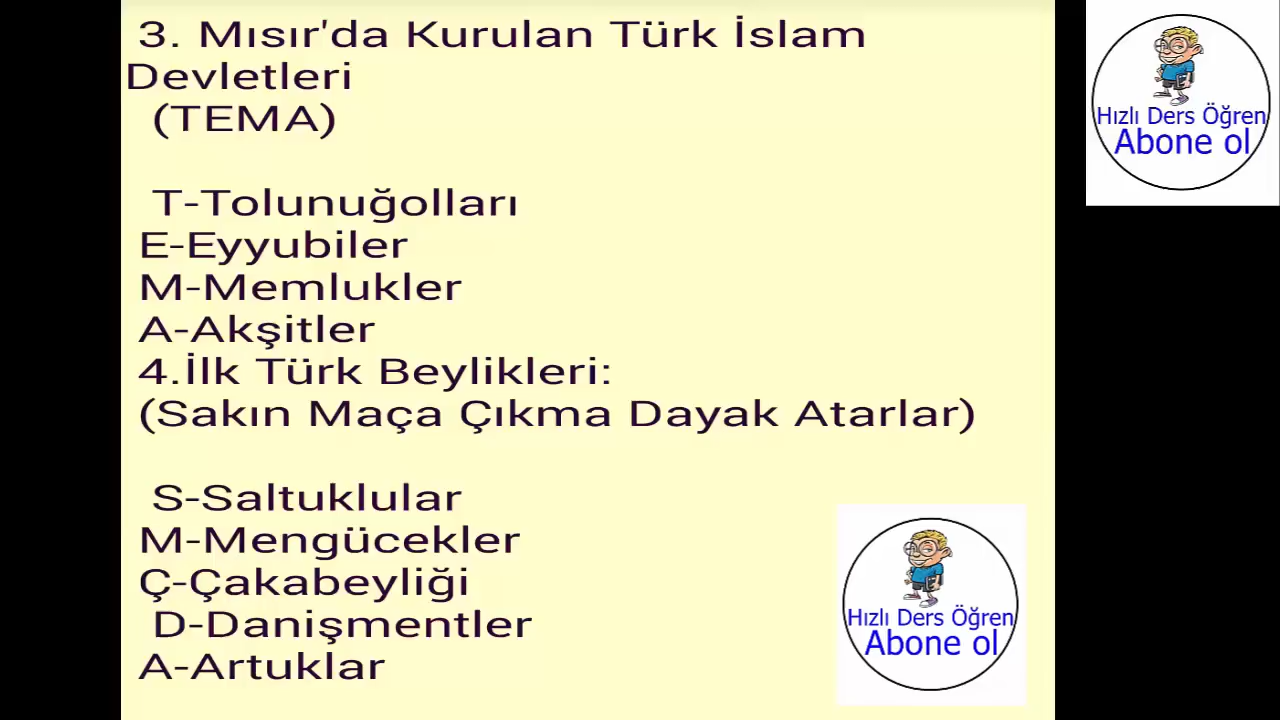 3. Mısır'da Kurulan Türk İslam
Devletleri
(TEMA)
T-Tolunuğolları
E-Eyyubiler
M-Memlukler
A-Akşitler
4.İlk Türk Beylikleri:
(Sakın Maça Çıkma Dayak Atarlar)
S-Saltuklular
M-Mengücekler
Ç-Çakabeyliği
D-Danişmentler
A-Artuklar
Hızlı Ders Öğren
Abone ol
Hızlı Ders Öğren
Abone ol